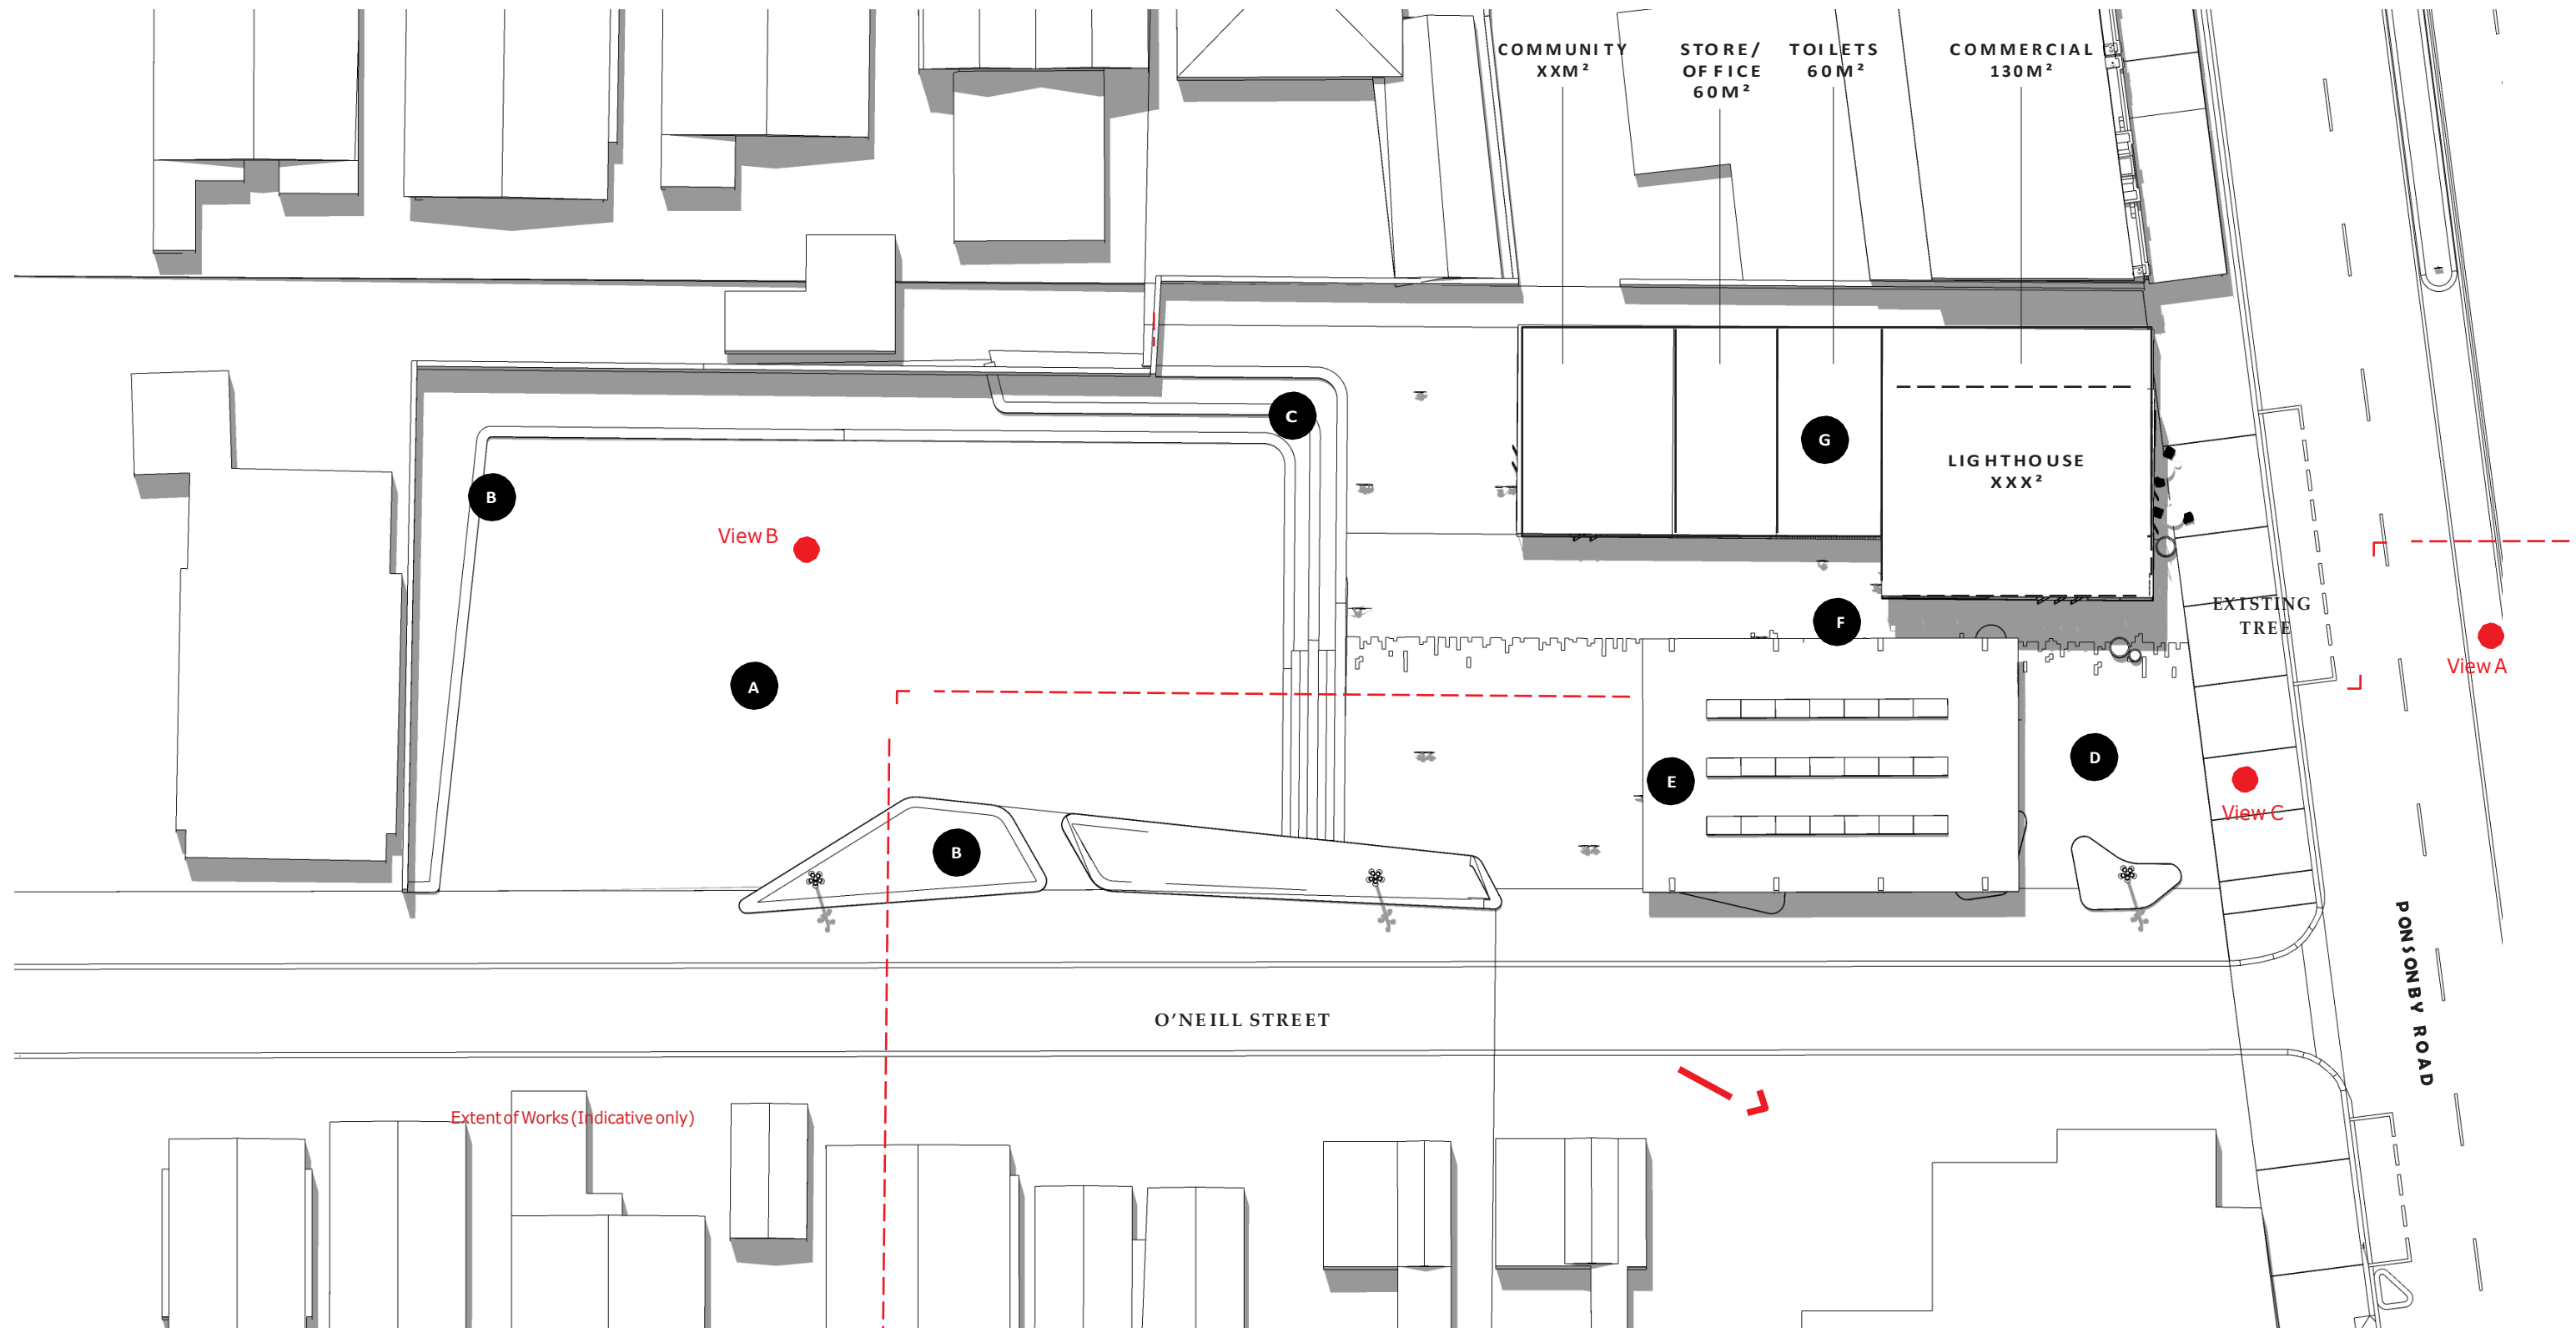 COMMUNITY
XXM²
STORE/
OFFICE
60M²
TOILETS
60M²
COMMERCIAL
130M²
C
G
LIGHTHOUSE
XXX²
B
View B
EXISTING
TREE
F
View A
A
E
D
View C
B
PONSONBY ROAD
O'NEILL STREET
Extent of Works (Indicative only)